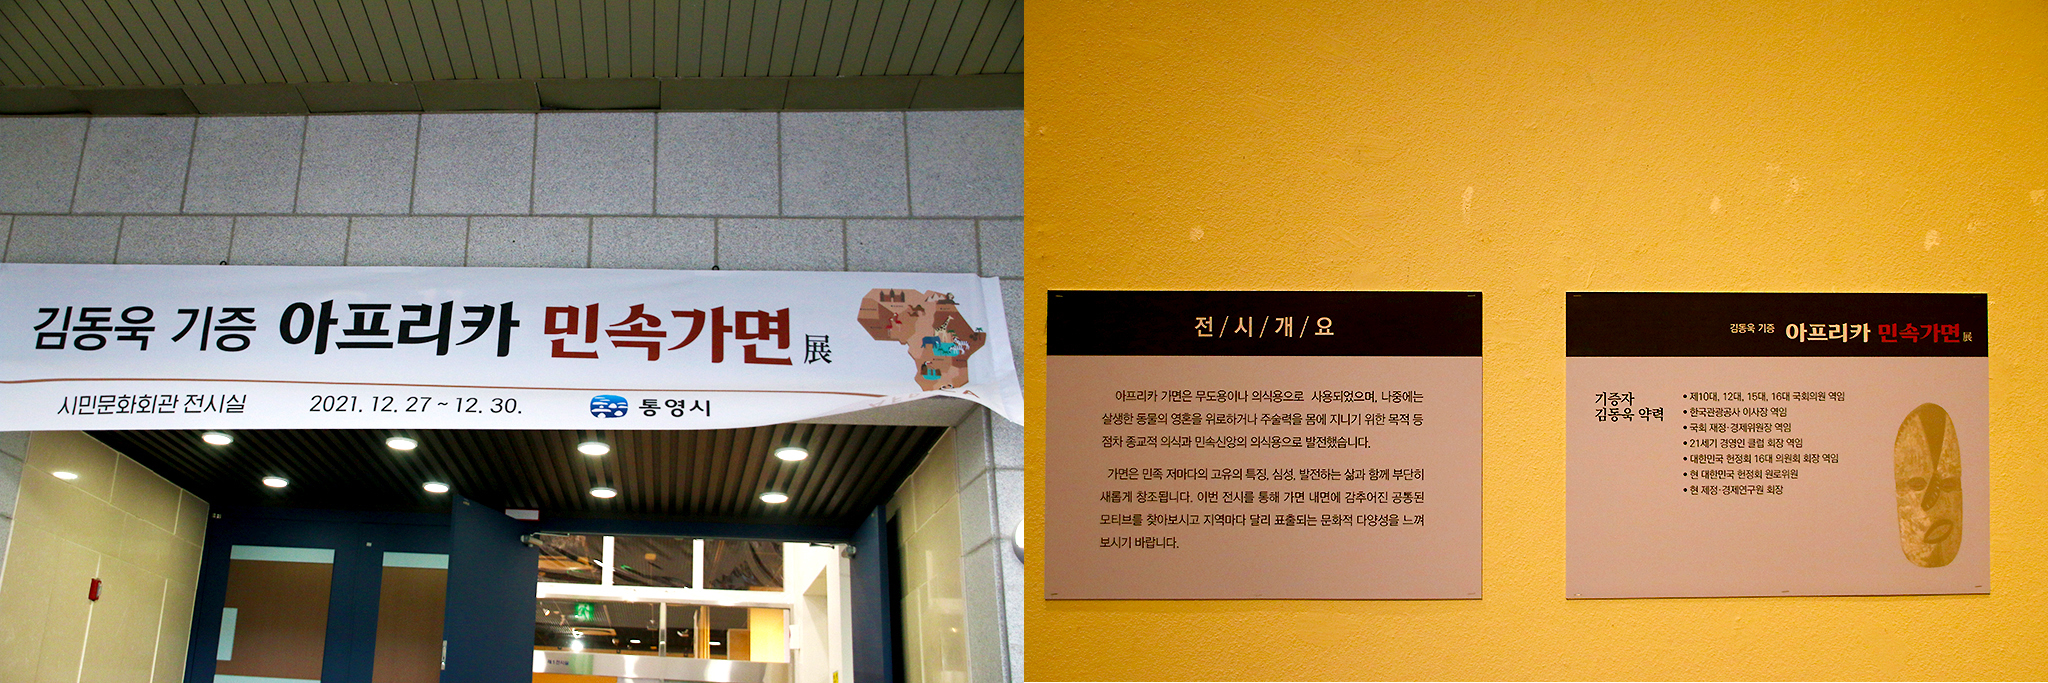 김동욱 기증 아프리카 민속가면展
시민문화회관 전시실 2021. 12. 27 ~ 12. 30. 통영시
전/시/개/요
아프리카 가면은 무도용이나 의식용으로 사용되었으며, 나중에는
살생한 동물의 영혼을 위로하거나 주술력을 몸에 지니기 위한 목적 등
점차 종교적 의식과 민속신앙의 의식용으로 발전했습니다.
가면은 민족 저마다의 고유의 특징, 심성, 발전하는 삶과 함께 부단히
새롭게 창조됩니다. 이번 전시를 통해 가면 내면에 감추어진 공통된
모티브를 찾아보시고 지역마다 달리 표출되는 문화적 다양성을 느껴
보시기 바랍니다.
김동욱 기증 아프리카 민속가면展
기증자
김동욱 약력
• 제10대, 12대, 15대, 16대 국회의원 역임
• 한국관광공사 이사장 역임
• 국회 재정·경제위원장 역임
• 21세기 경영인 클럽 회장 역임
• 대한민국 헌정회 16대 의원회 회장 역임
• 현 대한민국 헌정회 원로위원
• 현 재정·경제연구원 회장